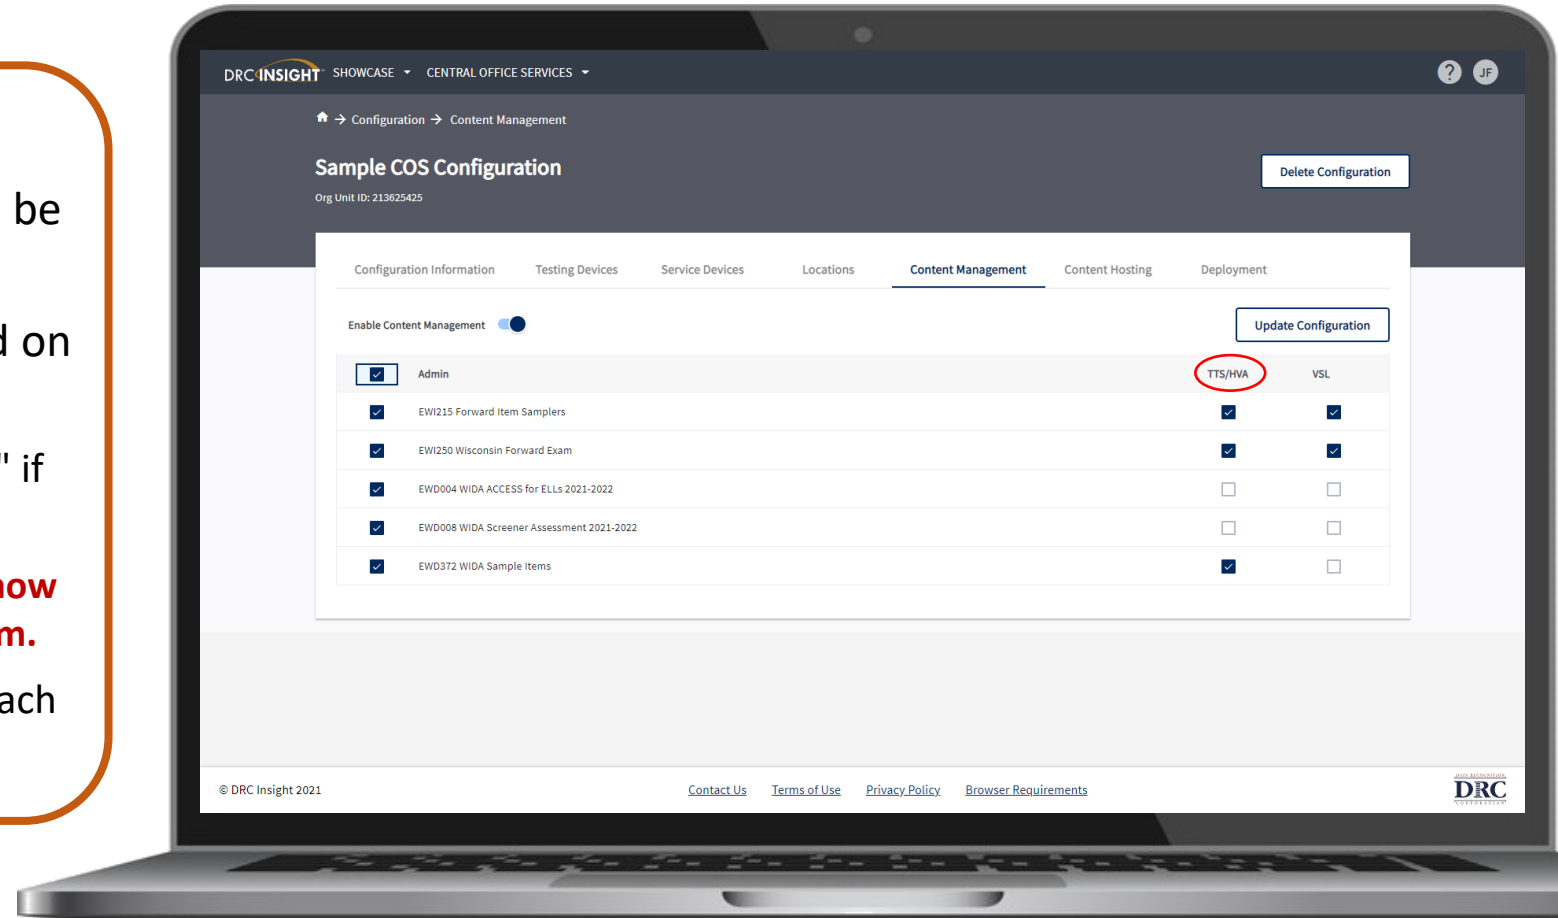 be
on
" if
DRC INSIGHT SHOWCASE CENTRAL OFFICE SERVICES ? JF
Configuration → Content Management
Sample COS Configuration
Delete Configuration
Org Unit ID: 213625425
Configuration Information Testing Devices Service Devices Locations Content Management Content Hosting Deployment
Enable Content Management
Update Configuration
Admin TTS/HVA VSL
EWI215 Forward Item Samplers
EWI250 Wisconsin Forward Exam
EWD004 WIDA ACCESS for ELLs 2021-2022
EWD008 WIDA Screener Assessment 2021-2022
EWD372 WIDA Sample Items
© DRC Insight 2021 Contact Us Terms of Use Privacy Policy Browser Requirements
DATA RECOGNITION
DRC
CORPORATION